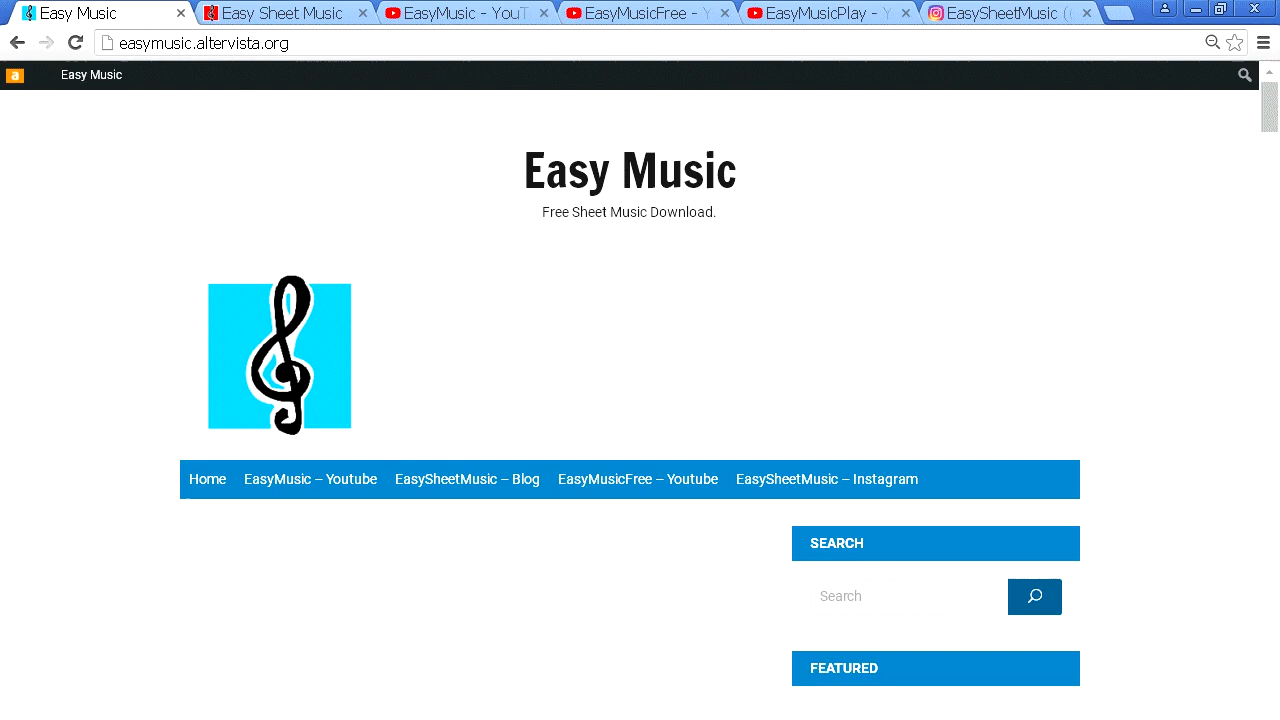 Easy Music
Easy Sheet Music
EasyMusic - YouT
EasyMusicFree - Y
EasyMusicPlay - Y
EasySheetMusic (
easymusic.altervista.org
a
Easy Music
Easy Music
Free Sheet Music Download.
Home EasyMusic – Youtube EasySheetMusic – Blog EasyMusicFree – Youtube EasySheetMusic – Instagram
SEARCH
Search
FEATURED